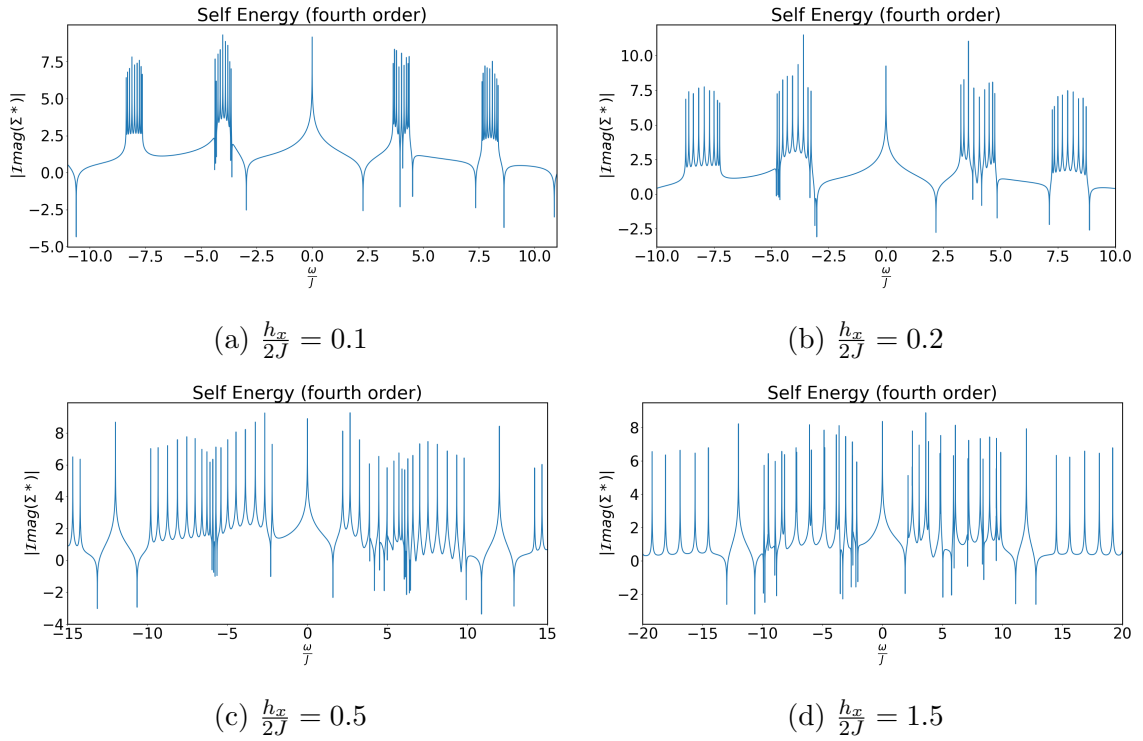 Self Energy (fourth order)
|Imag(Σ*)|
7.5
5.0
2.5
0.0
−2.5
−5.0
−10.0 −7.5 −5.0 −2.5 0.0 2.5 5.0 7.5 10.0
ω/J
(a) h_x/2J = 0.1
Self Energy (fourth order)
|Imag(Σ*)|
10.0
7.5
5.0
2.5
0.0
−2.5
−10.0 −7.5 −5.0 −2.5 0.0 2.5 5.0 7.5 10.0
ω/J
(b) h_x/2J = 0.2
Self Energy (fourth order)
|Imag(Σ*)|
8
6
4
2
0
−2
−4
−15 −10 −5 0 5 10 15
ω/J
(c) h_x/2J = 0.5
Self Energy (fourth order)
|Imag(Σ*)|
8
6
4
2
0
−2
−20 −15 −10 −5 0 5 10 15 20
ω/J
(d) h_x/2J = 1.5